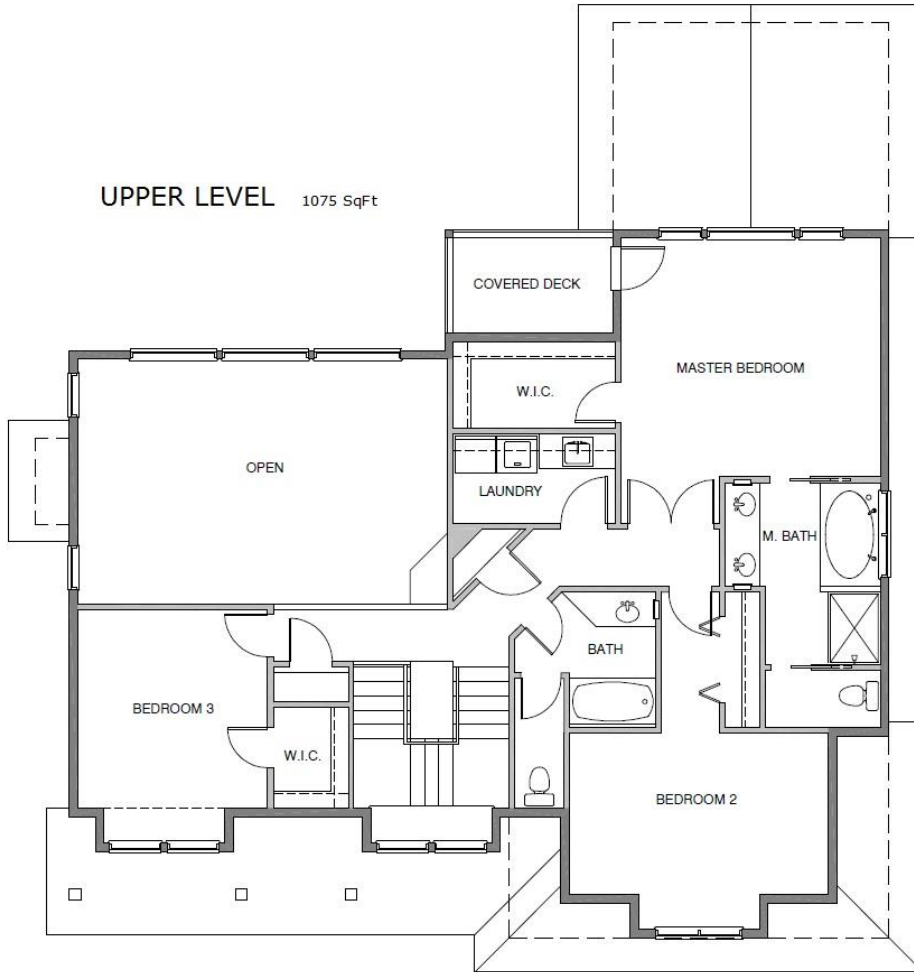 UPPER LEVEL 1075 SqFt
COVERED DECK
MASTER BEDROOM
W.I.C.
OPEN
LAUNDRY
M. BATH
BATH
BEDROOM 3
W.I.C.
BEDROOM 2